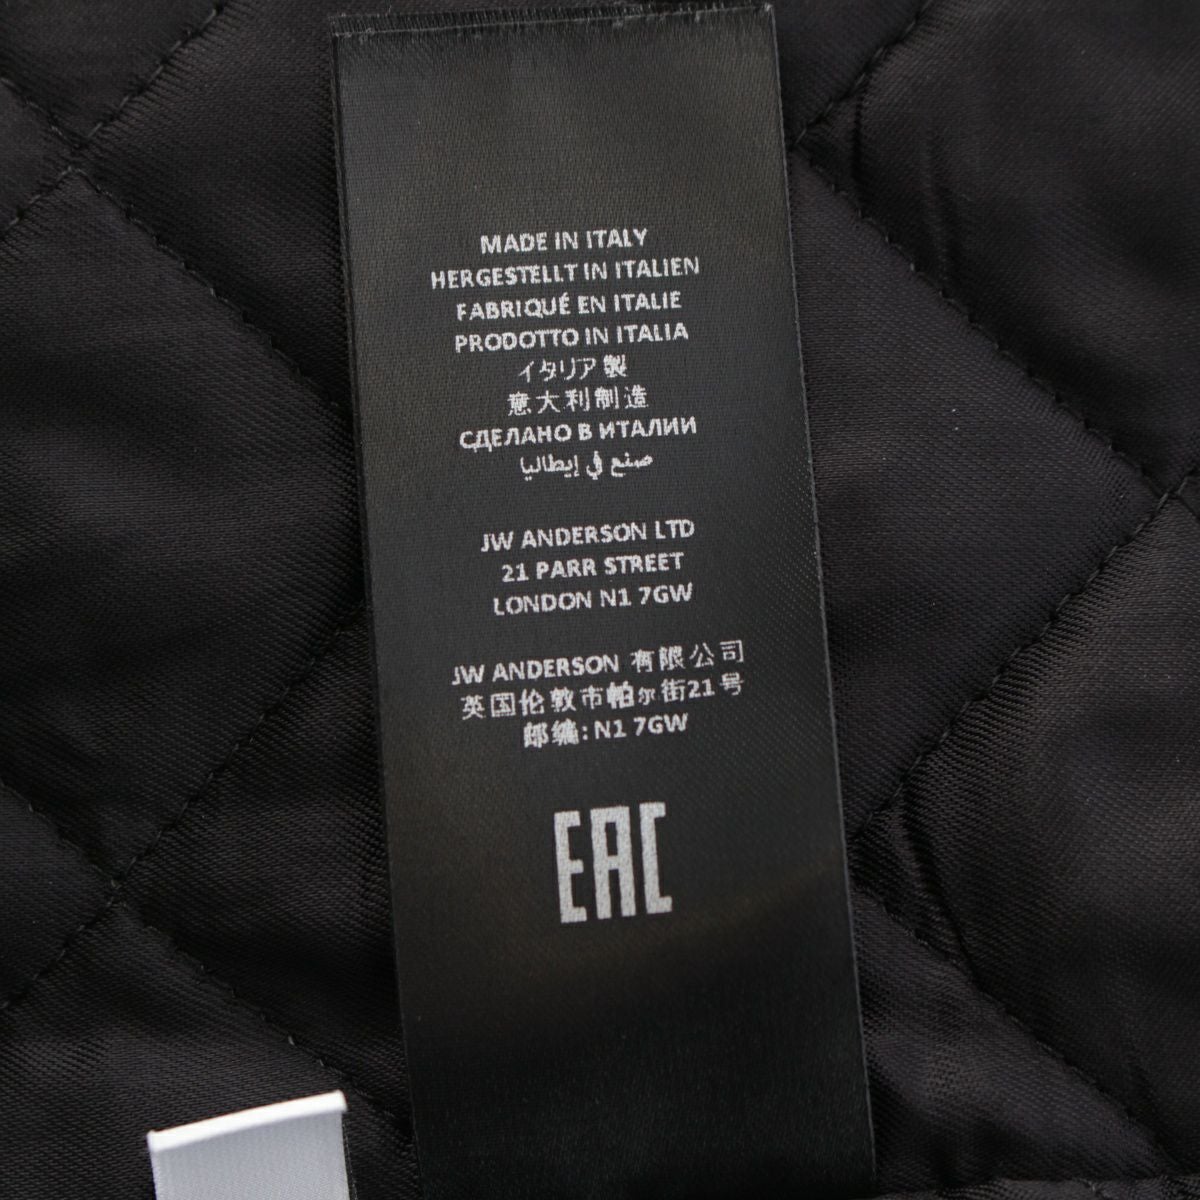 MADE IN ITALY
HERGESTELLT IN ITALIEN
FABRIQUÉ EN ITALIE
PRODOTTO IN ITALIA
イタリア製
意大利制造
СДЕЛАНО В ИТАЛИИ
صنع في إيطاليا
JW ANDERSON LTD
21 PARR STREET
LONDON N1 7GW
JW ANDERSON 有限公司
英国伦敦市帕尔街21号
邮编: N1 7GW
EAC